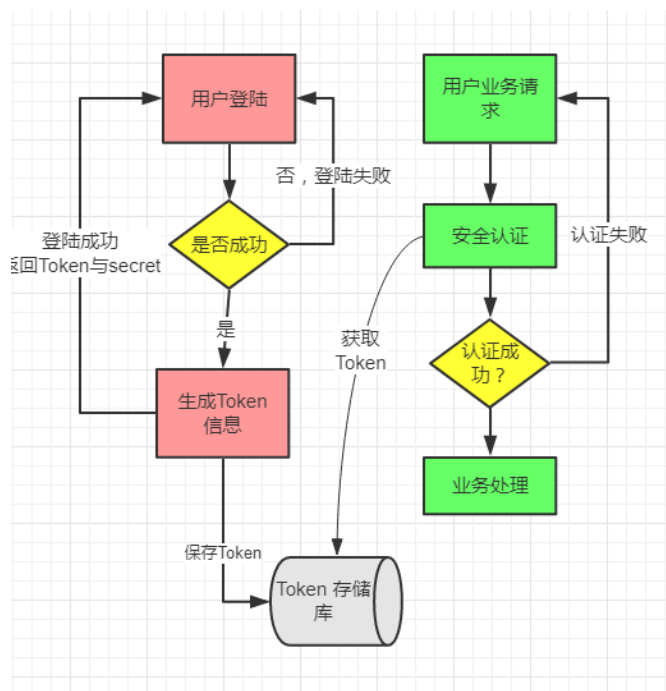 用户登陆
用户业务请
求
否，登陆失败
登陆成功
返回Token与secret
是否成功
安全认证
认证失败
是
获取
Token
认证成
功？
生成Token
信息
业务处理
保存Token
Token 存储
库